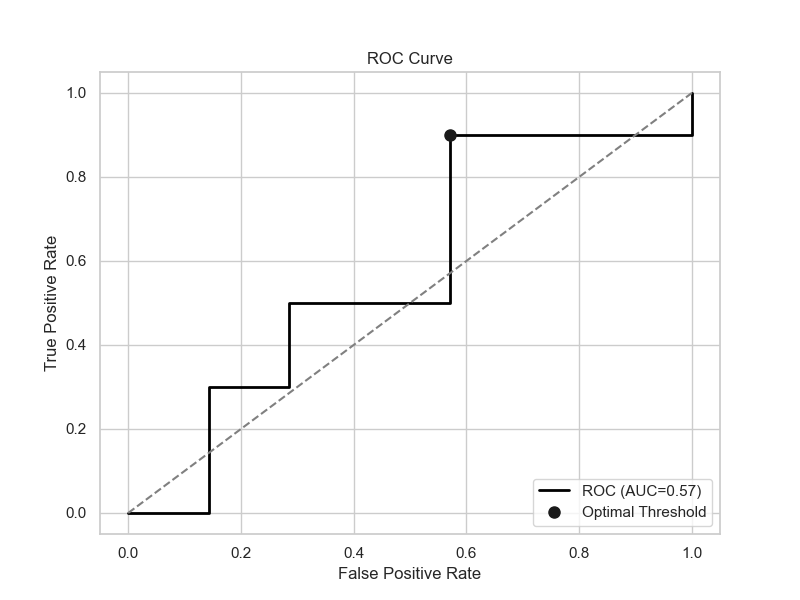 ROC Curve
1.0
0.8
0.6
0.4
0.2
0.0
True Positive Rate
0.0 0.2 0.4 0.6 0.8 1.0
False Positive Rate
ROC (AUC=0.57)
Optimal Threshold